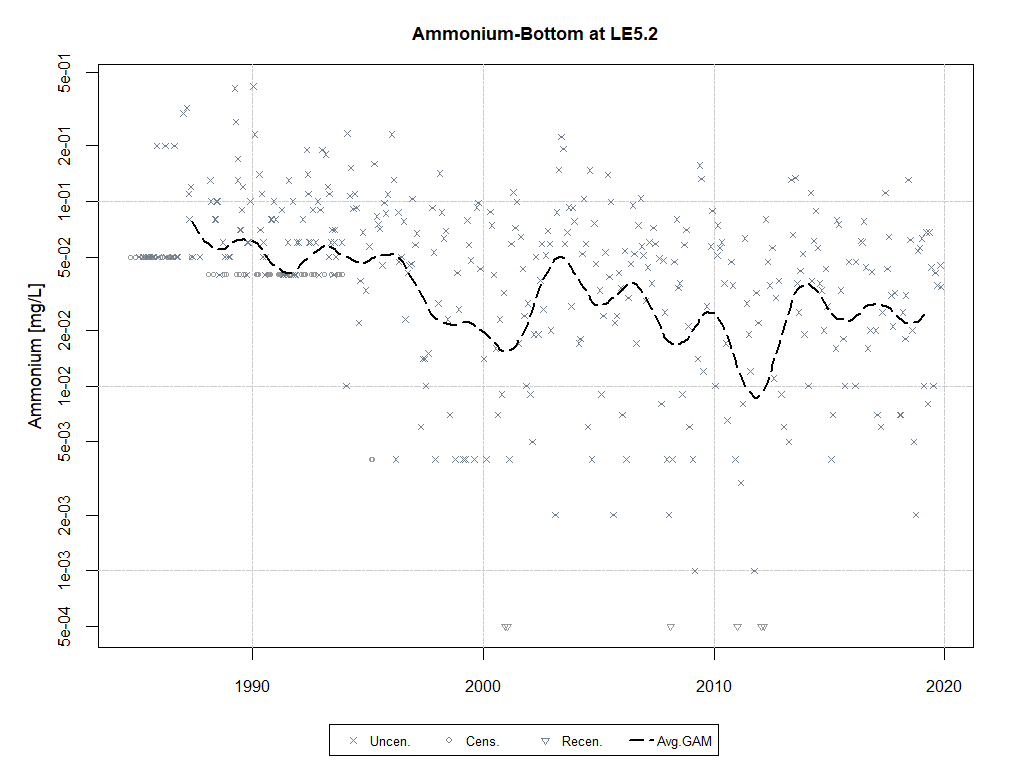 Ammonium-Bottom at LE5.2
Ammonium [mg/L]
5e-01
2e-01
1e-01
5e-02
2e-02
1e-02
5e-03
2e-03
1e-03
5e-04
1990 2000 2010 2020
Uncen. Cens. Recen. Avg.GAM